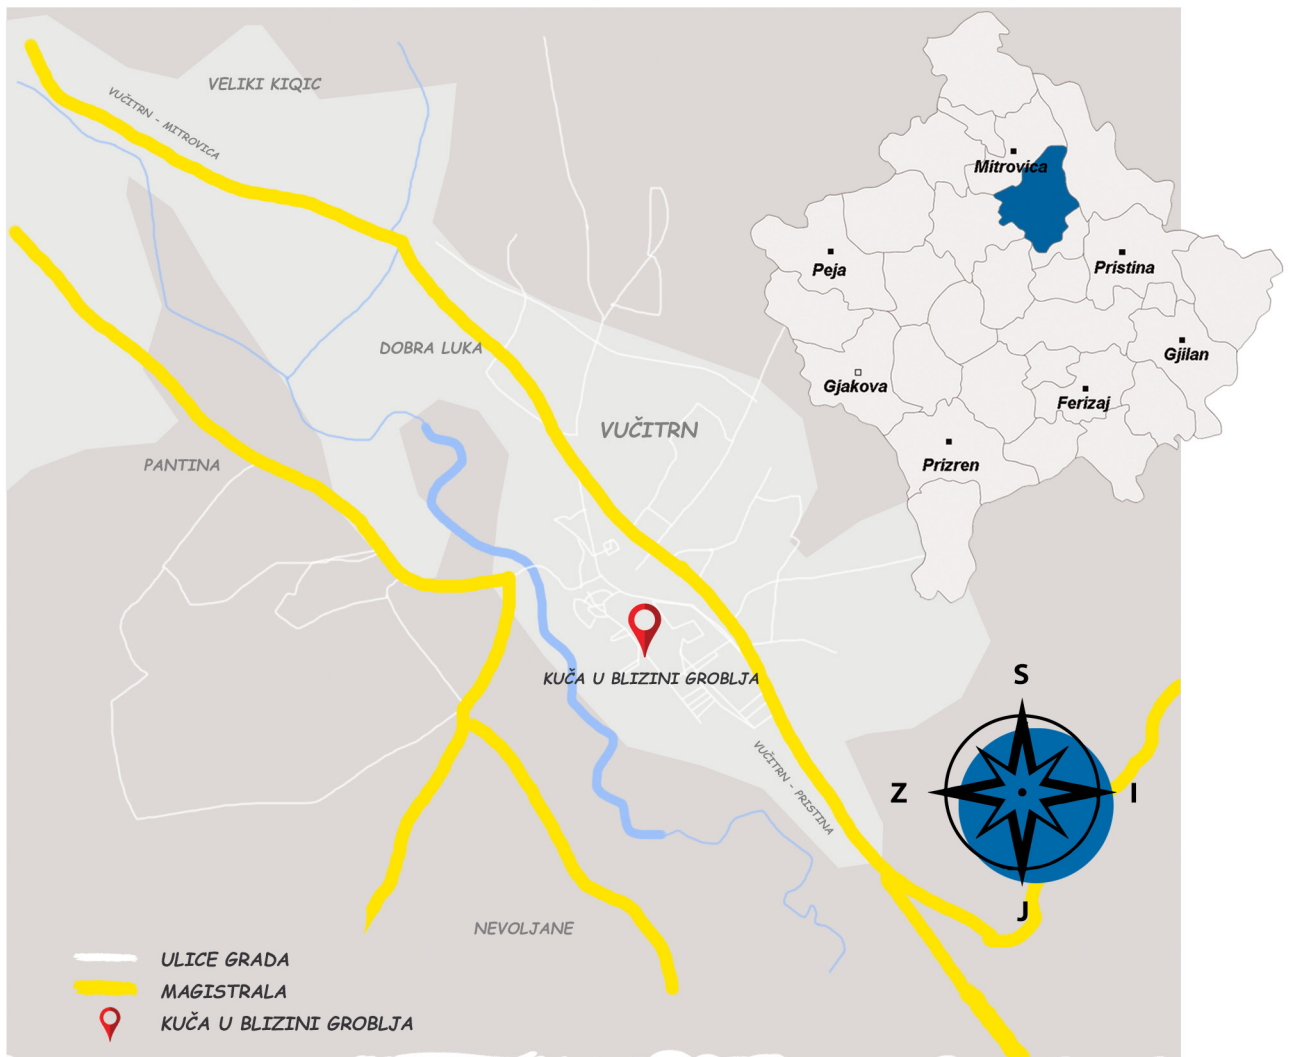 VELIKI KIQIC
VUČITRN - MITROVICA
Mitrovica
Peja
Pristina
DOBRA LUKA
Gjilan
Gjakova
Ferizaj
VUČITRN
PANTINA
Prizren
KUČA U BLIZINI GROBLJA
S
VUČITRN - PRISTINA
Z
I
J
NEVOLJANE
ULICE GRADA
MAGISTRALA
KUČA U BLIZINI GROBLJA